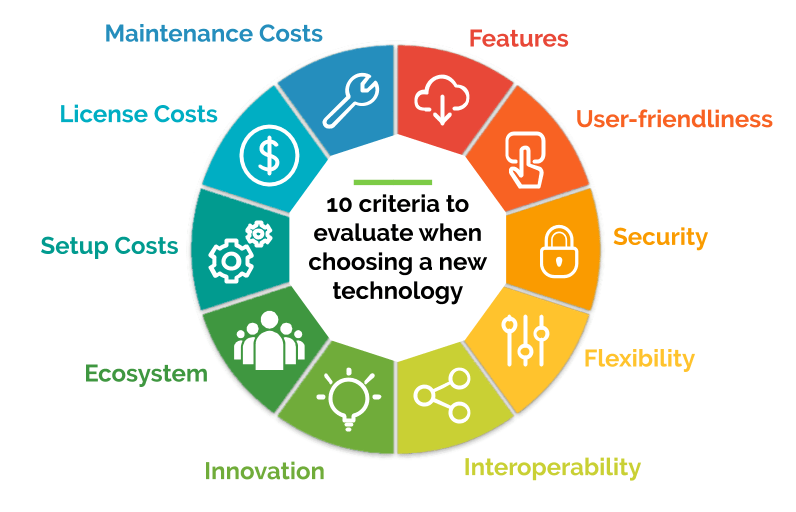 Maintenance Costs
Features
License Costs
User-friendliness
$
10 criteria to
evaluate when
choosing a new
technology
Setup Costs
Security
Ecosystem
Flexibility
Innovation
Interoperability